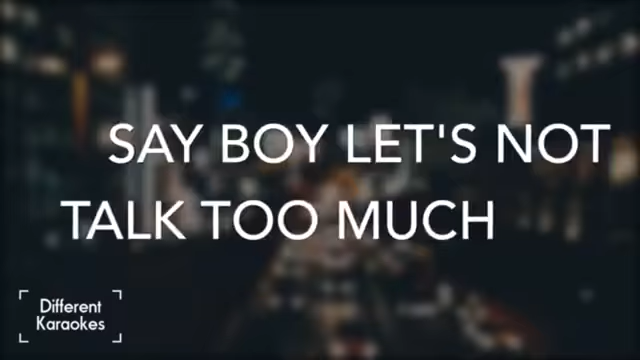 SAY BOY LET'S NOT
TALK TOO MUCH
Different
Karaokes